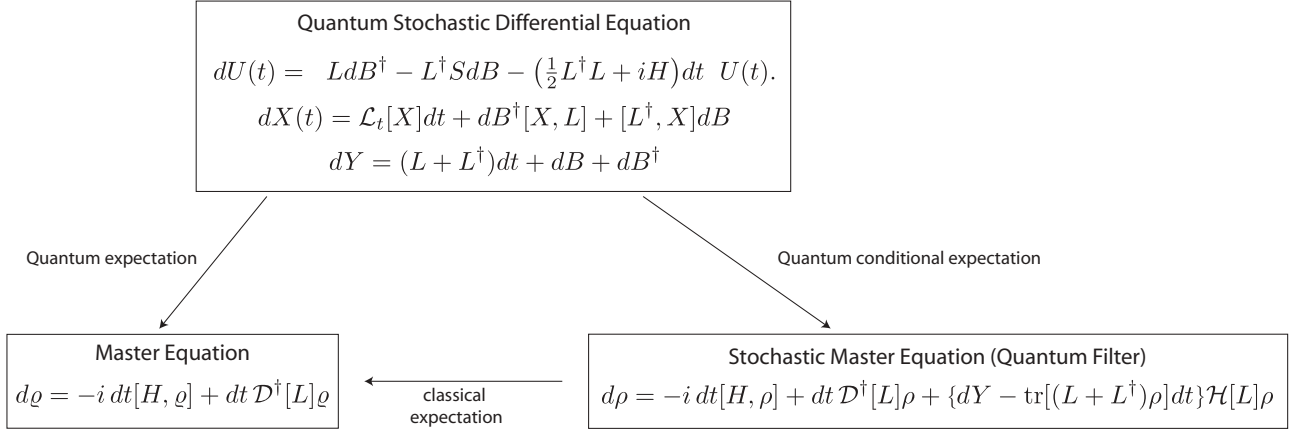 Quantum Stochastic Differential Equation
dU(t) = LdB† − L†SdB − (½L†L + iH)dt U(t).
dX(t) = ℒₜ[X]dt + dB†[X, L] + [L†, X]dB
dY = (L + L†)dt + dB + dB†
Quantum expectation
Quantum conditional expectation
Master Equation
dϱ = −i dt[H, ϱ] + dt 𝒟†[L]ϱ
classical
expectation
Stochastic Master Equation (Quantum Filter)
dρ = −i dt[H, ρ] + dt 𝒟†[L]ρ + {dY − tr[(L + L†)ρ]dt}ℋ[L]ρ